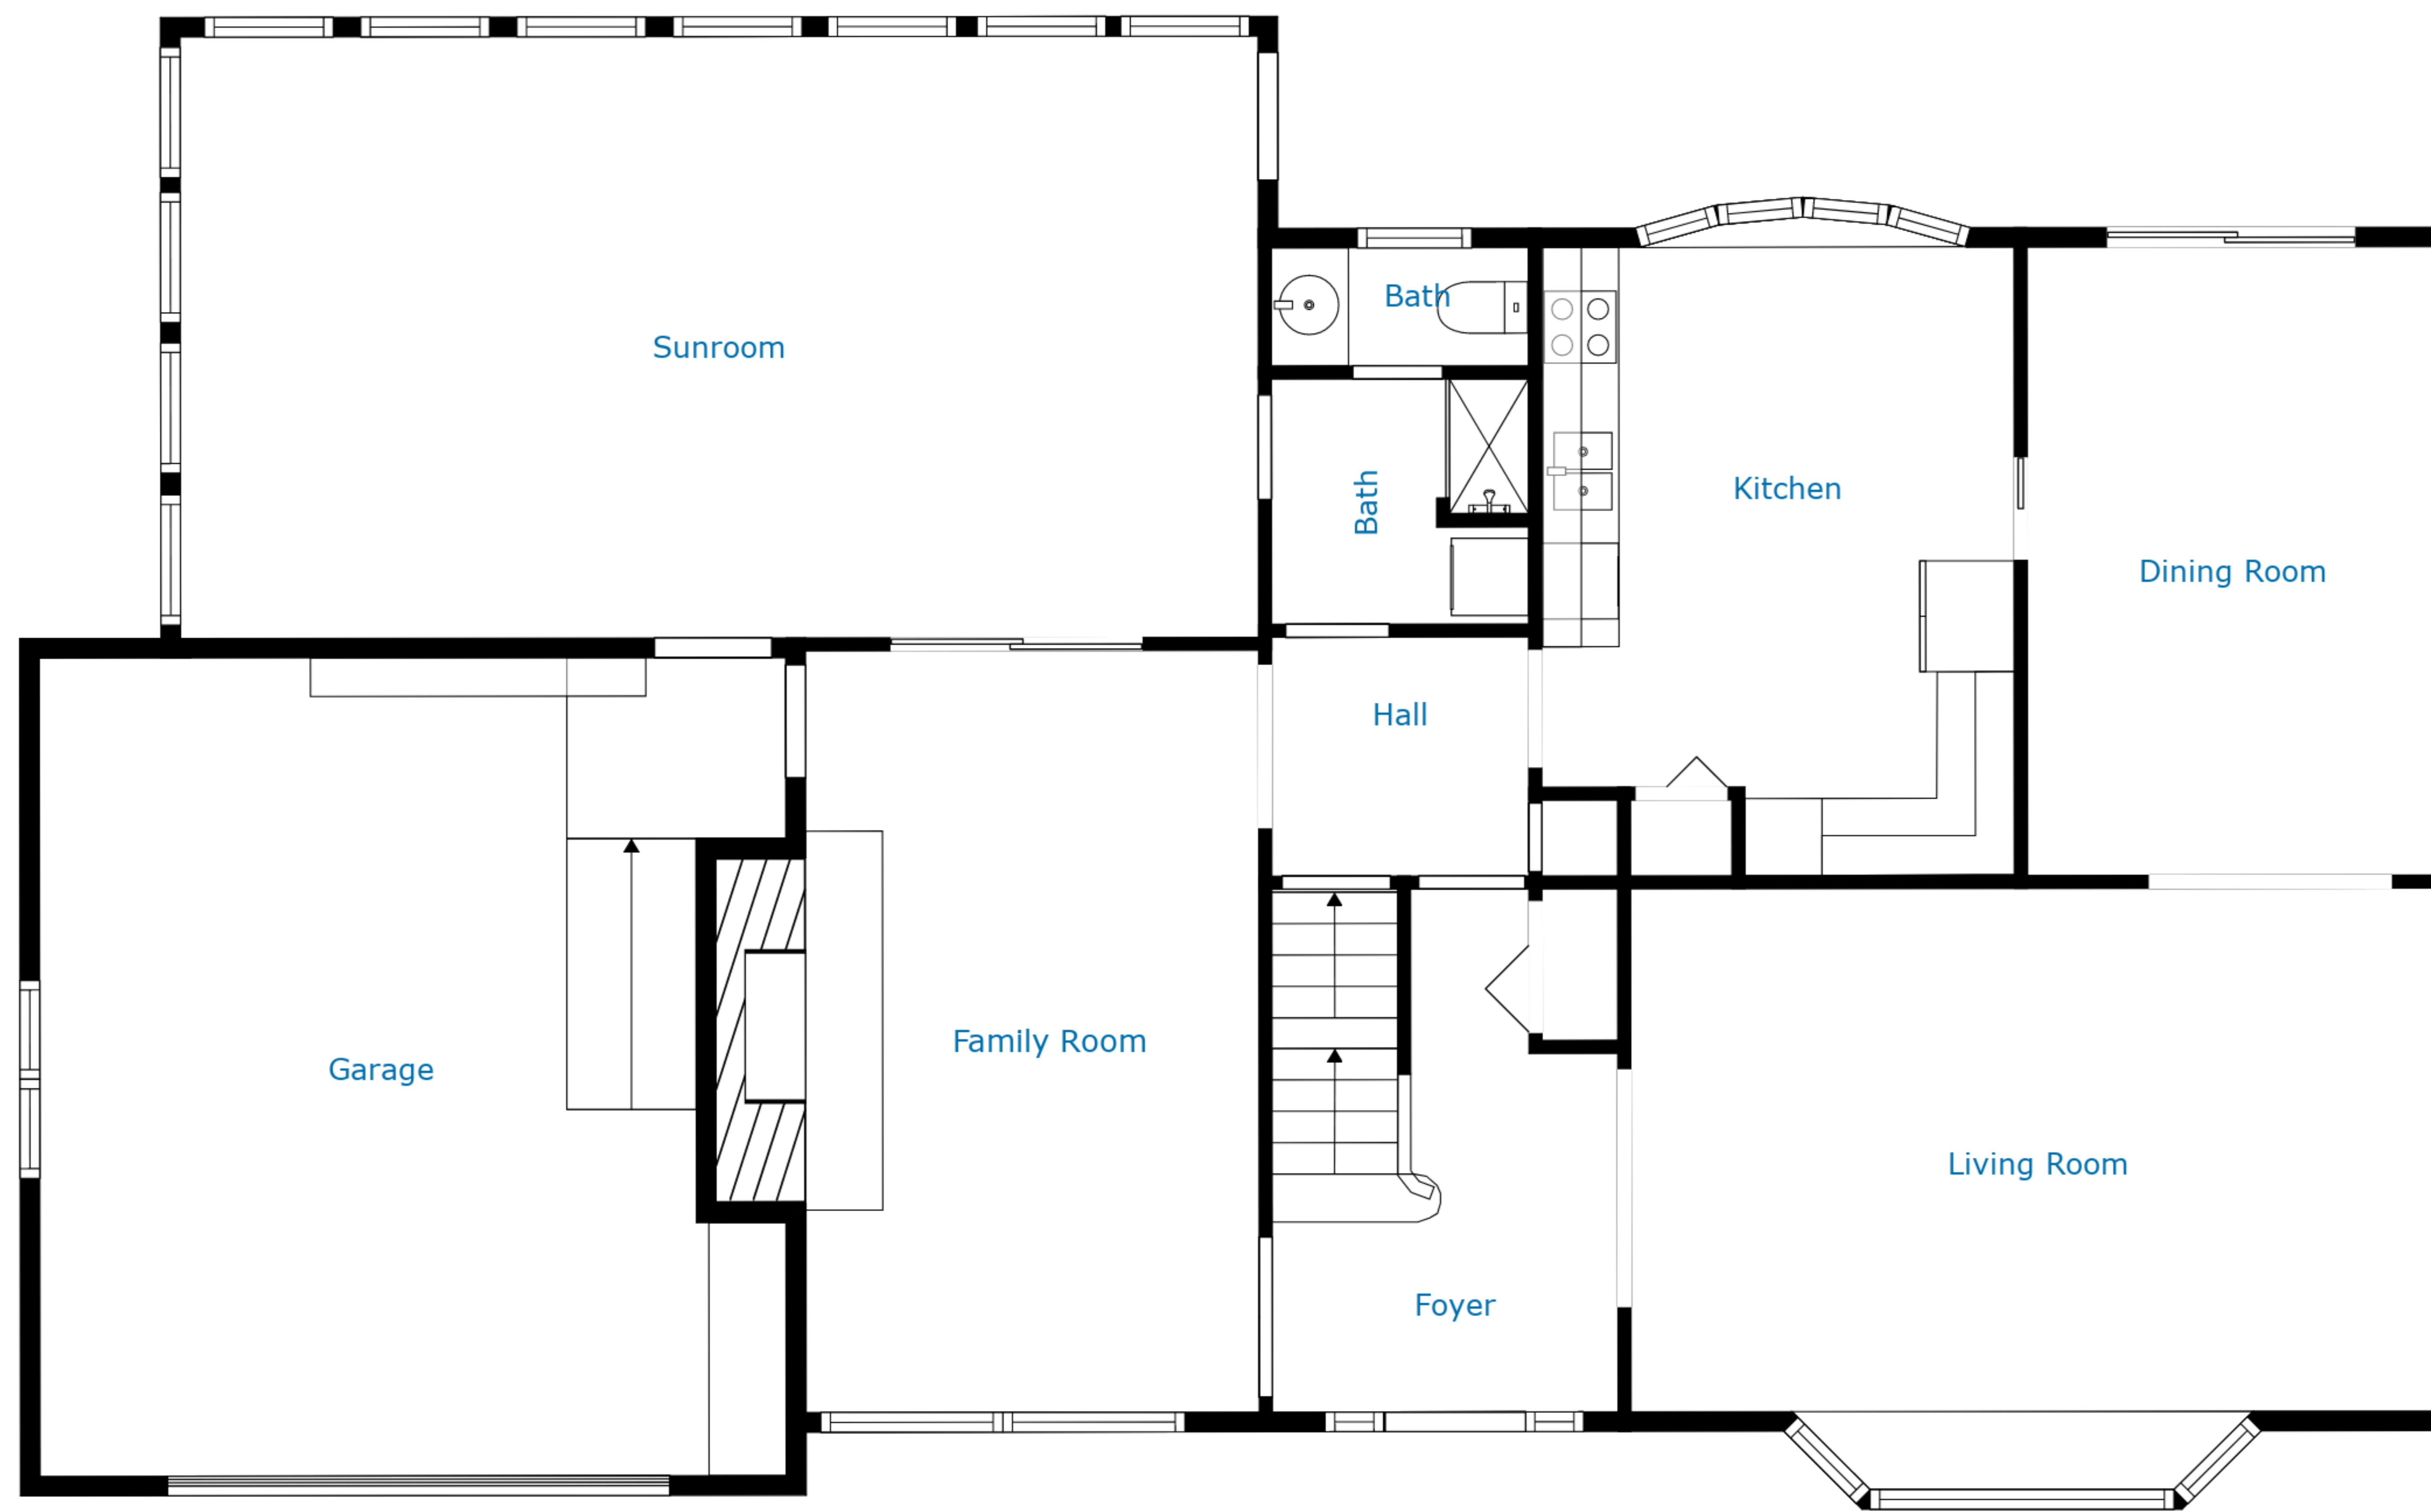 Bath
Sunroom
Kitchen
Bath
Dining Room
Hall
Family Room
Garage
Living Room
Foyer